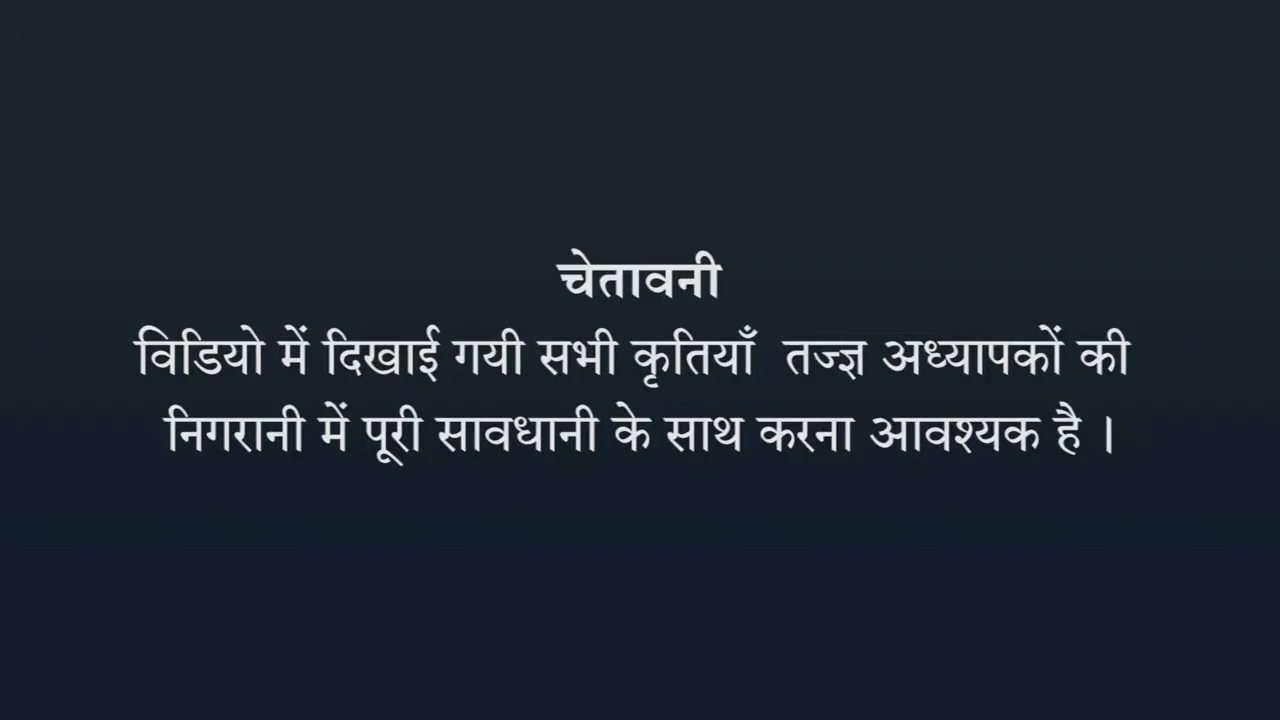 चेतावनी
विडियो में दिखाई गयी सभी कृतियाँ तज्ज्ञ अध्यापकों की
निगरानी में पूरी सावधानी के साथ करना आवश्यक है ।